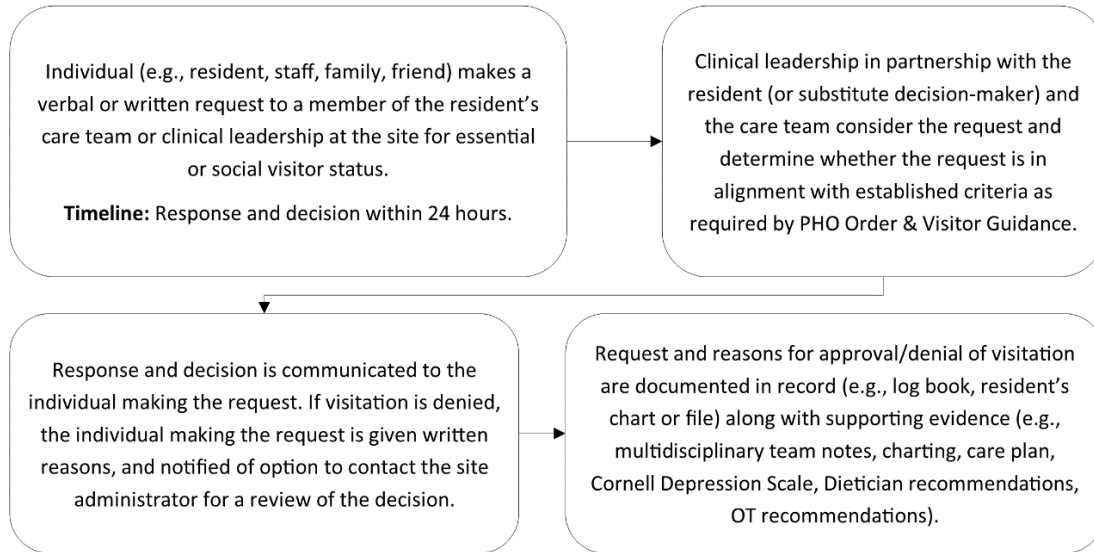 Individual (e.g., resident, staff, family, friend) makes a
verbal or written request to a member of the resident's
care team or clinical leadership at the site for essential
or social visitor status.
Timeline: Response and decision within 24 hours.
Clinical leadership in partnership with the
resident (or substitute decision-maker) and
the care team consider the request and
determine whether the request is in
alignment with established criteria as
required by PHO Order & Visitor Guidance.
Response and decision is communicated to the
individual making the request. If visitation is denied,
the individual making the request is given written
reasons, and notified of option to contact the site
administrator for a review of the decision.
Request and reasons for approval/denial of visitation
are documented in record (e.g., log book, resident's
chart or file) along with supporting evidence (e.g.,
multidisciplinary team notes, charting, care plan,
Cornell Depression Scale, Dietician recommendations,
OT recommendations).